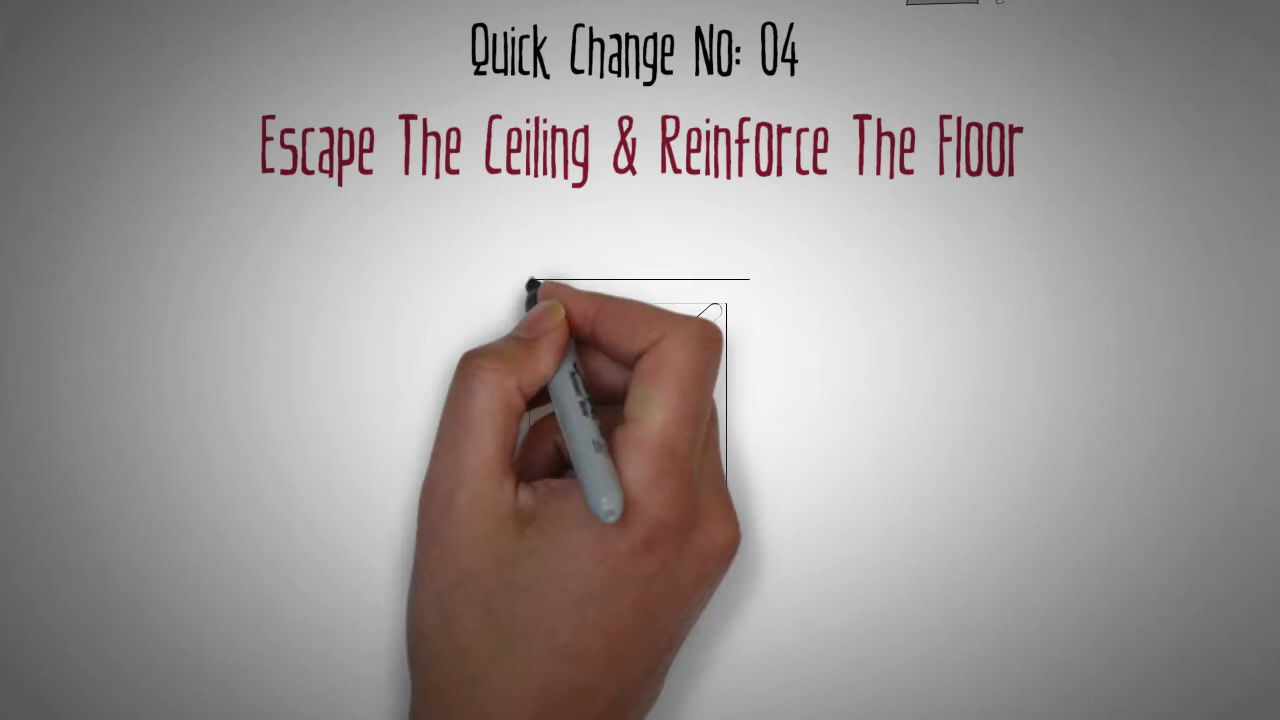 Quick Change No: 04
Escape The Ceiling & Reinforce The Floor